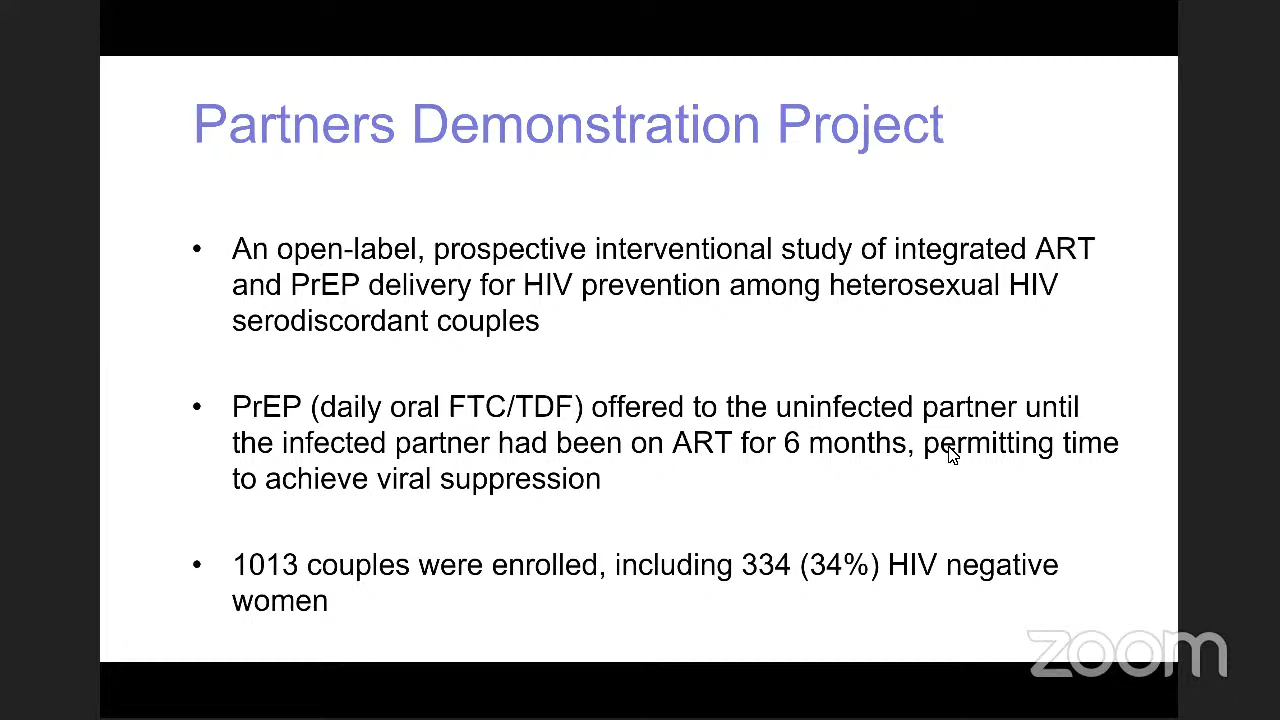 Partners Demonstration Project
• An open-label, prospective interventional study of integrated ART
and PrEP delivery for HIV prevention among heterosexual HIV
serodiscordant couples
• PrEP (daily oral FTC/TDF) offered to the uninfected partner until
the infected partner had been on ART for 6 months, permitting time
to achieve viral suppression
• 1013 couples were enrolled, including 334 (34%) HIV negative
women
zoom